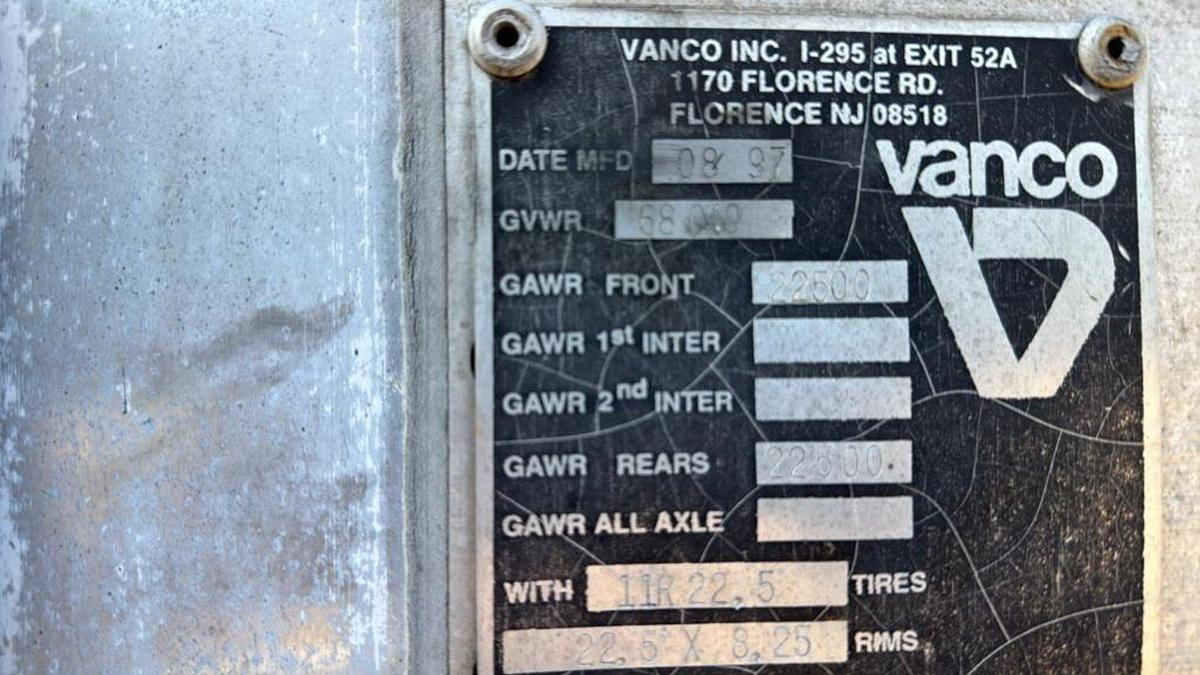 VANCO INC. I-295 at EXIT 52A
1170 FLORENCE RD.
FLORENCE NJ 08518
DATE MFD 08 97
vanco
GVWR 68000
GAWR FRONT 22500
GAWR 1st INTER
GAWR 2nd INTER
GAWR REARS 22500
GAWR ALL AXLE
WITH 11R 22.5 TIRES
22.5 X 8.25 RIMS